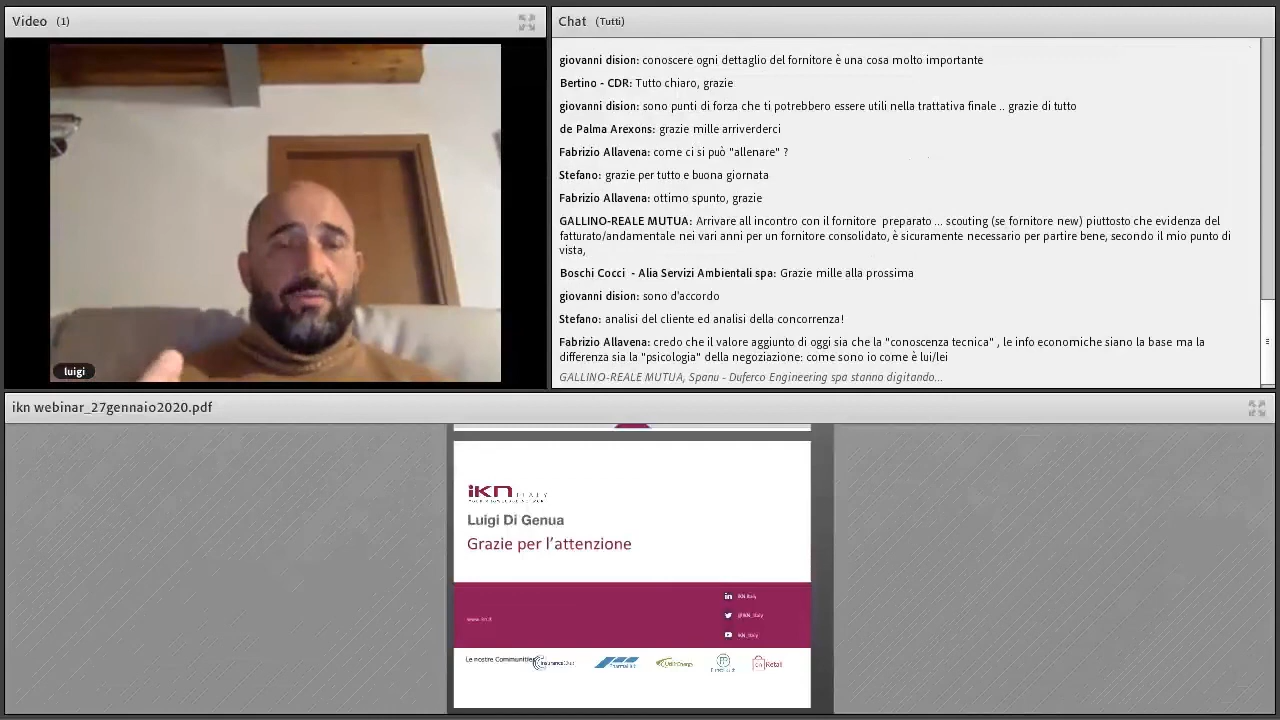 Video (1)
Chat (Tutti)
giovanni dision: conoscere ogni dettaglio del fornitore è una cosa molto importante
Bertino - CDR: Tutto chiaro, grazie
giovanni dision: sono punti di forza che ti potrebbero essere utili nella trattativa finale .. grazie di tutto
de Palma Arexons: grazie mille arriverderci
Fabrizio Allavena: come ci si può "allenare" ?
Stefano: grazie per tutto e buona giornata
Fabrizio Allavena: ottimo spunto, grazie
GALLINO-REALE MUTUA: Arrivare all incontro con il fornitore preparato ... scouting (se fornitore new) piuttosto che evidenza del
fatturato/andamentale nei vari anni per un fornitore consolidato, è sicuramente necessario per partire bene, secondo il mio punto di
vista,
Boschi Cocci - Alia Servizi Ambientali spa: Grazie mille alla prossima
giovanni dision: sono d'accordo
Stefano: analisi del cliente ed analisi della concorrenza!
Fabrizio Allavena: credo che il valore aggiunto di oggi sia che la "conoscenza tecnica" , le info economiche siano la base ma la
differenza sia la "psicologia" della negoziazione: come sono io come è lui/lei
GALLINO-REALE MUTUA, Spanu - Duferco Engineering spa stanno digitando...
luigi
ikn webinar_27gennaio2020.pdf
iKN ITALY
Luigi Di Genua
Grazie per l'attenzione
IKN Italy
@IKN_Italy
IKN_Italy
Le nostre Communities
Retail